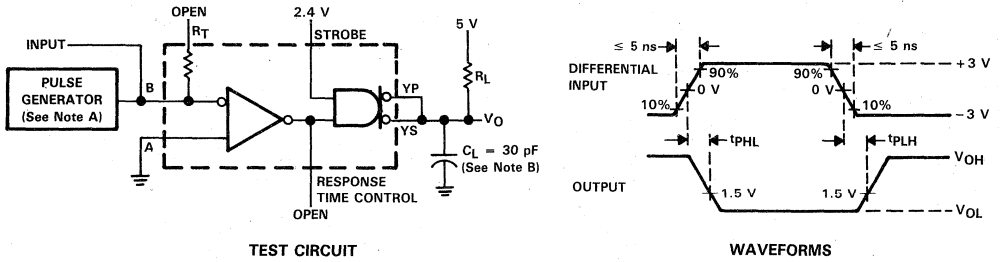 OPEN
2.4 V
RT
STROBE
5 V
INPUT
RL
PULSE
GENERATOR
(See Note A)
B
YP
YS
VO
A
CL = 30 pF
(See Note B)
RESPONSE
TIME CONTROL
OPEN
TEST CIRCUIT
≤ 5 ns
≤ 5 ns
DIFFERENTIAL
INPUT
90%
90%
+3 V
0 V
0 V
10%
10%
−3 V
tPHL
tPLH
VOH
OUTPUT
1.5 V
1.5 V
VOL
WAVEFORMS